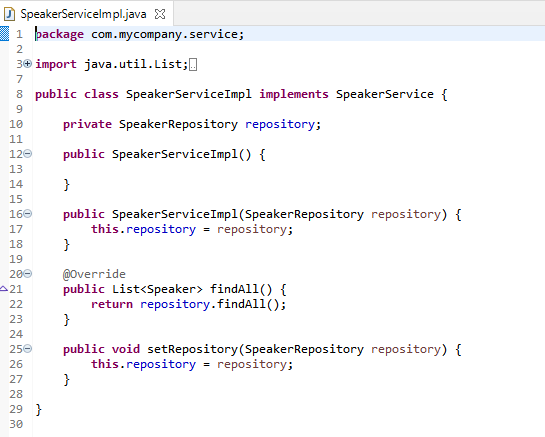 SpeakerServiceImpl.java
1 package com.mycompany.service;
2
3 import java.util.List;
7
8 public class SpeakerServiceImpl implements SpeakerService {
9
10     private SpeakerRepository repository;
11
12     public SpeakerServiceImpl() {
13
14     }
15
16     public SpeakerServiceImpl(SpeakerRepository repository) {
17         this.repository = repository;
18     }
19
20     @Override
21     public List<Speaker> findAll() {
22         return repository.findAll();
23     }
24
25     public void setRepository(SpeakerRepository repository) {
26         this.repository = repository;
27     }
28
29 }
30